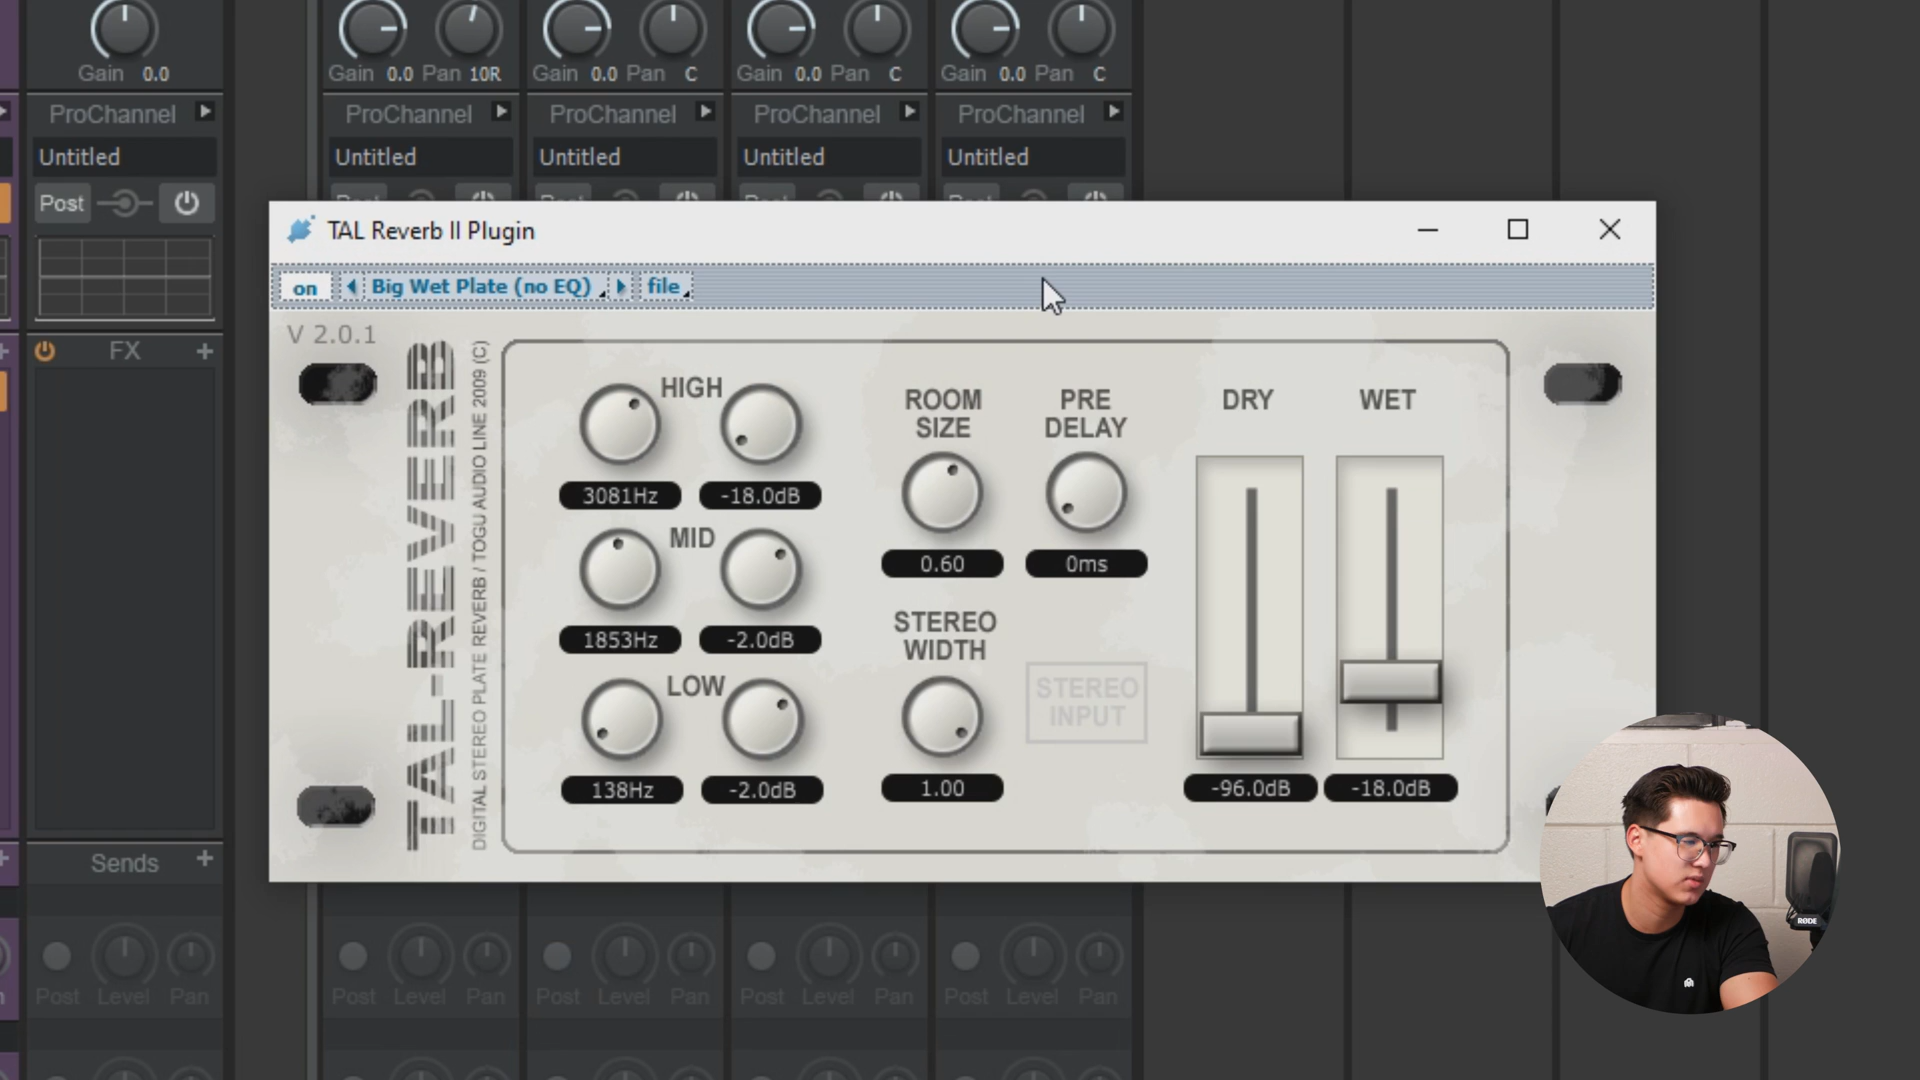 Gain 0.0
Gain 0.0 Pan 10R
Gain 0.0 Pan C
Gain 0.0 Pan C
Gain 0.0 Pan C
ProChannel
ProChannel
ProChannel
ProChannel
ProChannel
Untitled
Untitled
Untitled
Untitled
Untitled
Post
Post
Post
Post
Post
TAL Reverb II Plugin
on
Big Wet Plate (no EQ)
file
V 2.0.1
TAL-REVERB
DIGITAL STEREO PLATE REVERB / TOGU AUDIO LINE 2009 (C)
HIGH
3081Hz
-18.0dB
MID
1853Hz
-2.0dB
LOW
138Hz
-2.0dB
ROOM
SIZE
0.60
PRE
DELAY
0ms
STEREO
WIDTH
1.00
STEREO
INPUT
DRY
-96.0dB
WET
-18.0dB
FX
Sends
Post Level Pan
Post Level Pan
Post Level Pan
Post Level Pan
Post Level Pan
RØDE